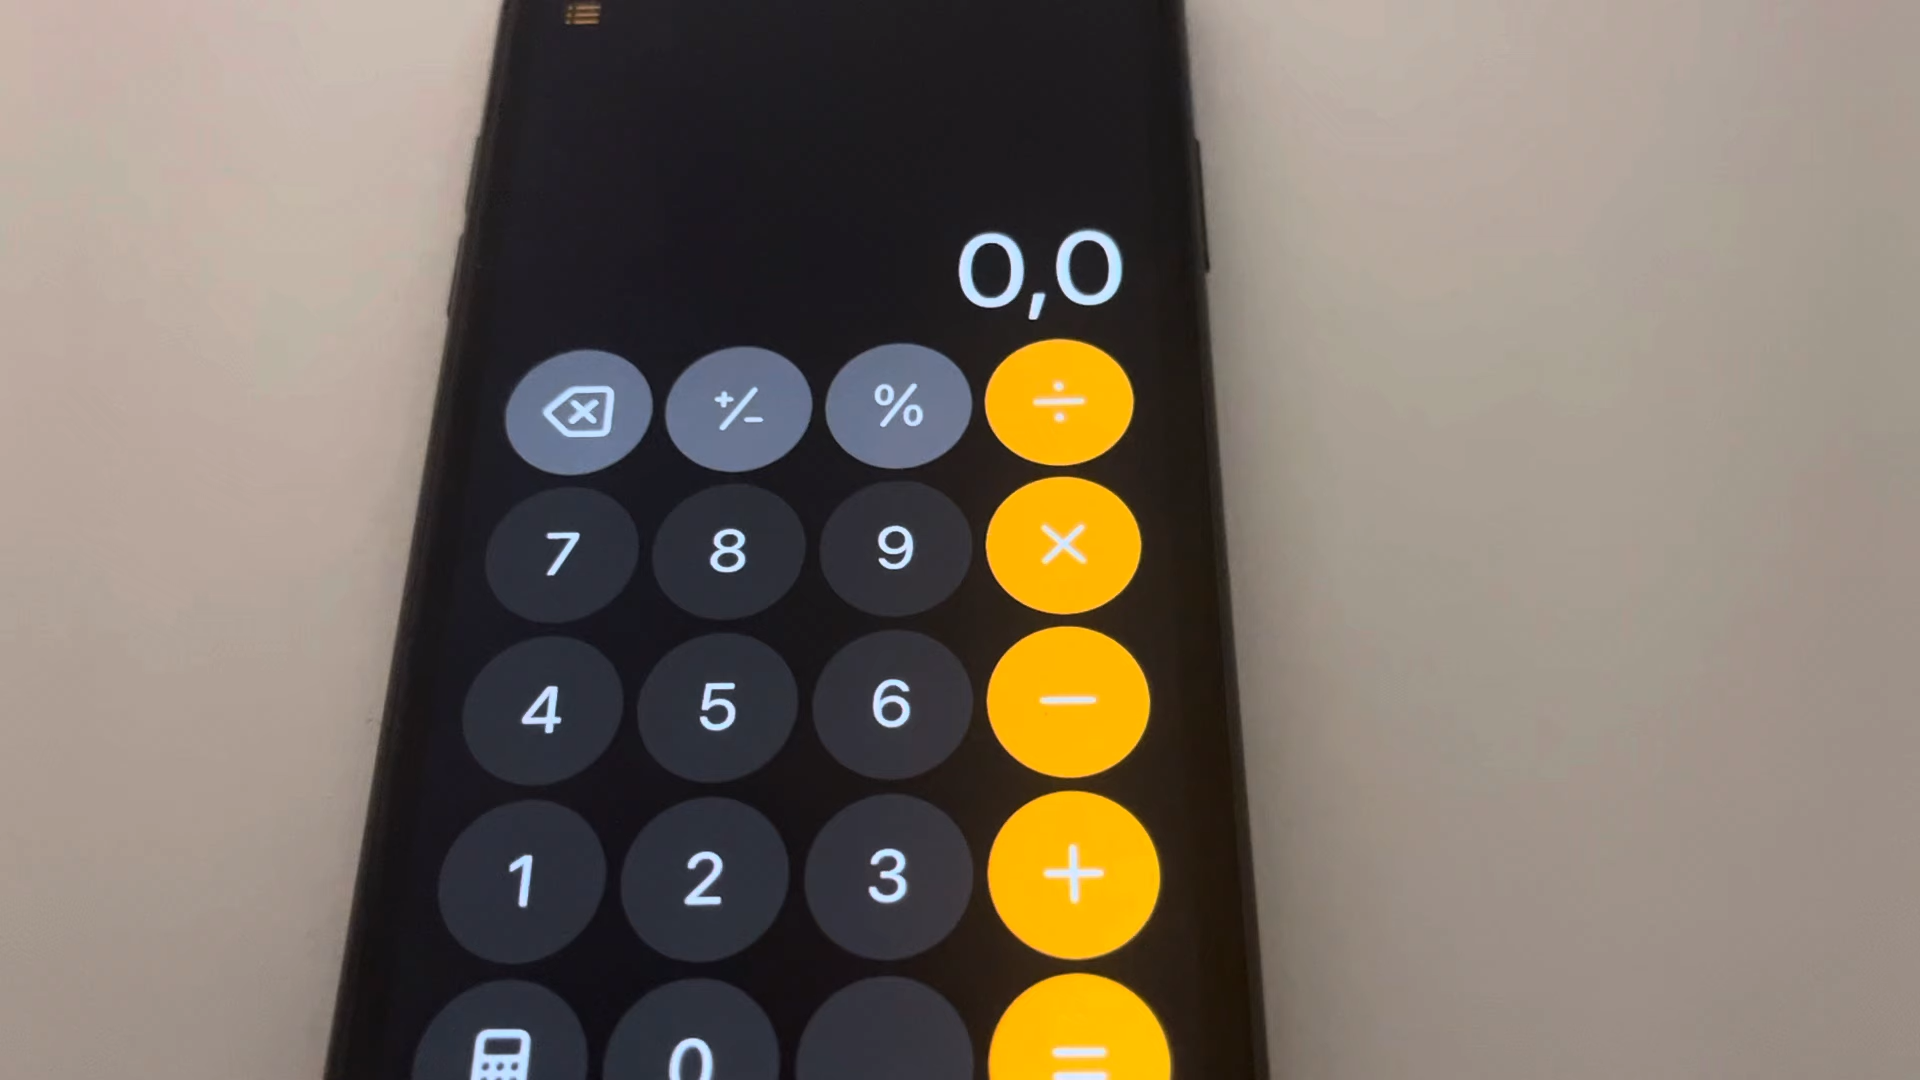 0,0
+/- % ÷
7 8 9 ×
4 5 6 −
1 2 3 +
0 =